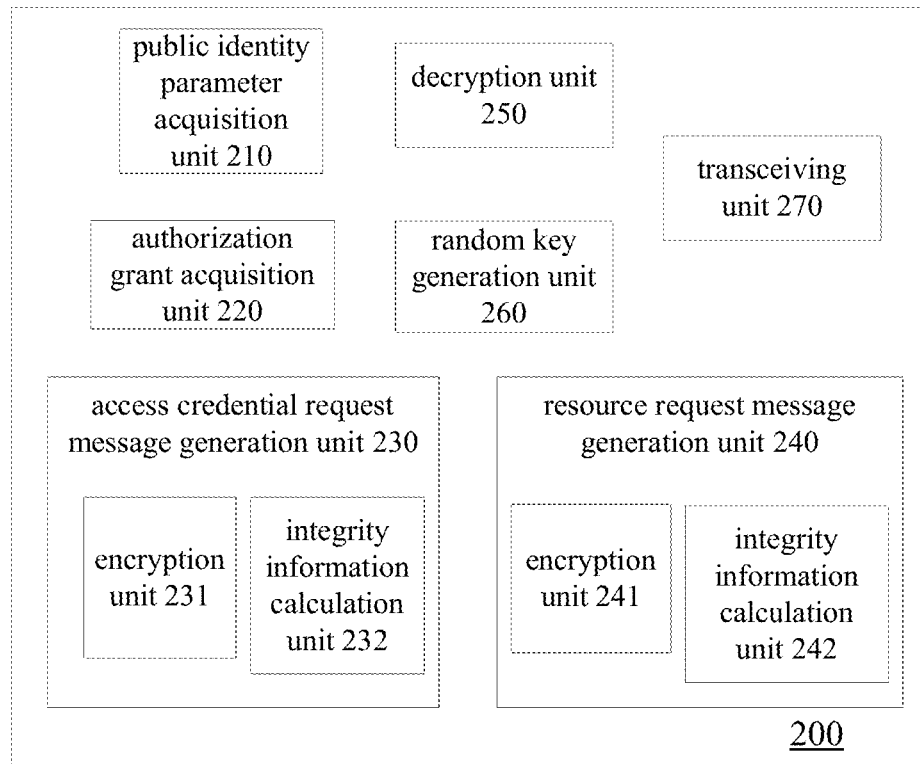 public identity
parameter
acquisition
unit 210
decryption unit
250
transceiving
unit 270
authorization
grant acquisition
unit 220
random key
generation unit
260
access credential request
message generation unit 230
encryption
unit 231
integrity
information
calculation
unit 232
resource request message
generation unit 240
encryption
unit 241
integrity
information
calculation
unit 242
200